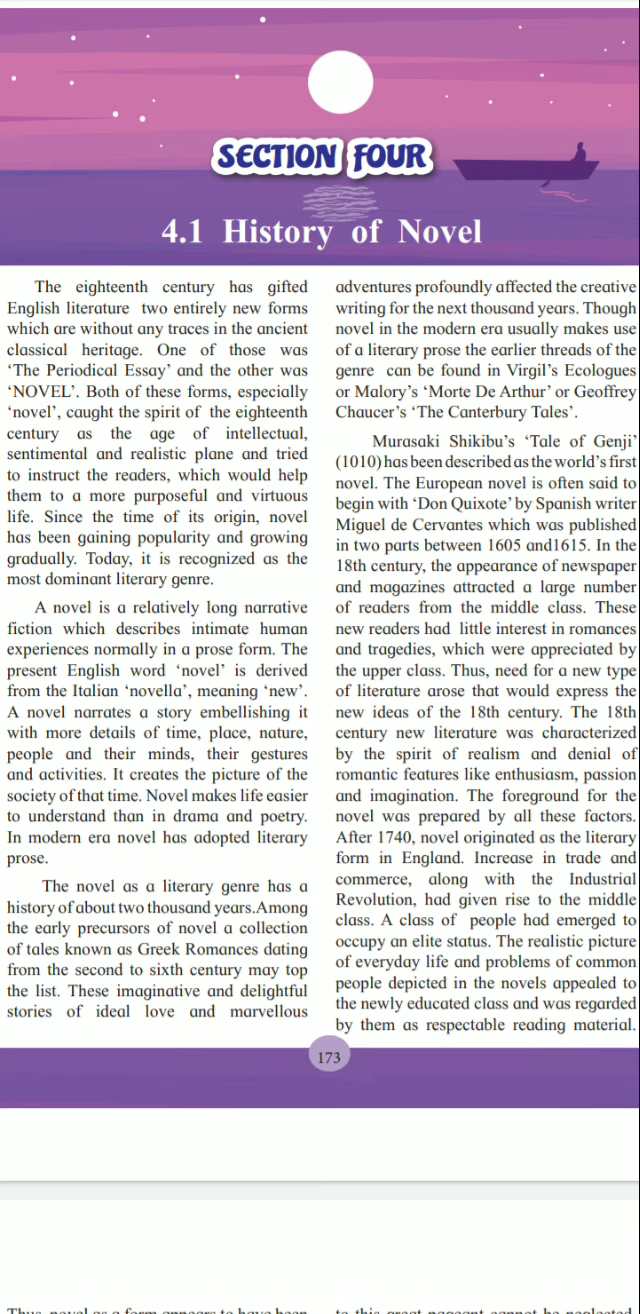 SECTION FOUR
4.1 History of Novel
The eighteenth century has gifted
English literature two entirely new forms
which are without any traces in the ancient
classical heritage. One of those was
‘The Periodical Essay’ and the other was
‘NOVEL’. Both of these forms, especially
‘novel’, caught the spirit of the eighteenth
century as the age of intellectual,
sentimental and realistic plane and tried
to instruct the readers, which would help
them to a more purposeful and virtuous
life. Since the time of its origin, novel
has been gaining popularity and growing
gradually. Today, it is recognized as the
most dominant literary genre.
A novel is a relatively long narrative
fiction which describes intimate human
experiences normally in a prose form. The
present English word ‘novel’ is derived
from the Italian ‘novella’, meaning ‘new’.
A novel narrates a story embellishing it
with more details of time, place, nature,
people and their minds, their gestures
and activities. It creates the picture of the
society of that time. Novel makes life easier
to understand than in drama and poetry.
In modern era novel has adopted literary
prose.
The novel as a literary genre has a
history of about two thousand years.Among
the early precursors of novel a collection
of tales known as Greek Romances dating
from the second to sixth century may top
the list. These imaginative and delightful
stories of ideal love and marvellous
adventures profoundly affected the creative
writing for the next thousand years. Though
novel in the modern era usually makes use
of a literary prose the earlier threads of the
genre can be found in Virgil’s Ecologues
or Malory’s ‘Morte De Arthur’ or Geoffrey
Chaucer’s ‘The Canterbury Tales’.
Murasaki Shikibu’s ‘Tale of Genji’
(1010) has been described as the world’s first
novel. The European novel is often said to
begin with ‘Don Quixote’ by Spanish writer
Miguel de Cervantes which was published
in two parts between 1605 and1615. In the
18th century, the appearance of newspaper
and magazines attracted a large number
of readers from the middle class. These
new readers had little interest in romances
and tragedies, which were appreciated by
the upper class. Thus, need for a new type
of literature arose that would express the
new ideas of the 18th century. The 18th
century new literature was characterized
by the spirit of realism and denial of
romantic features like enthusiasm, passion
and imagination. The foreground for the
novel was prepared by all these factors.
After 1740, novel originated as the literary
form in England. Increase in trade and
commerce, along with the Industrial
Revolution, had given rise to the middle
class. A class of people had emerged to
occupy an elite status. The realistic picture
of everyday life and problems of common
people depicted in the novels appealed to
the newly educated class and was regarded
by them as respectable reading material.
173
Thus, novel as a form appears to have been
to this great pageant cannot be neglected.